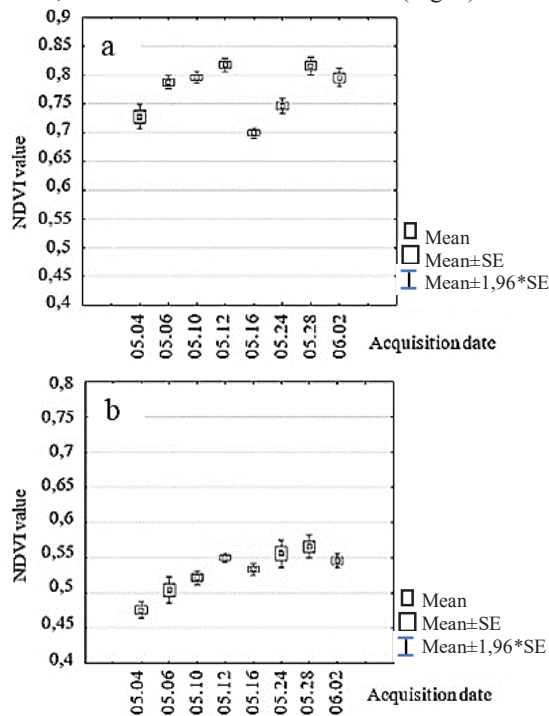 a
0,9
0,85
0,8
0,75
0,7
0,65
0,6
0,55
0,5
0,45
0,4
NDVI value
05.04 05.06 05.10 05.12 05.16 05.24 05.28 06.02
Acquisition date
Mean
Mean±SE
Mean±1,96*SE
b
0,8
0,75
0,7
0,65
0,6
0,55
0,5
0,45
0,4
NDVI value
05.04 05.06 05.10 05.12 05.16 05.24 05.28 06.02
Acquisition date
Mean
Mean±SE
Mean±1,96*SE